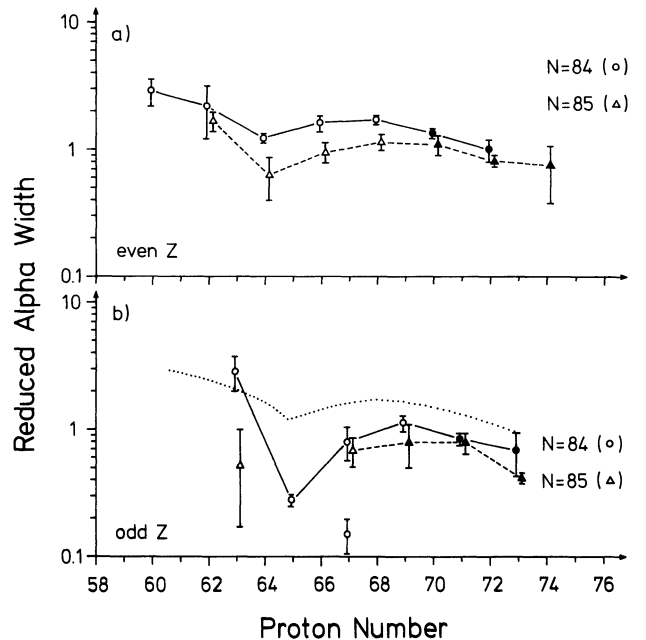 10
a)
N=84 (○)
N=85 (△)
1
even Z
0.1
Reduced Alpha Width
10
b)
1
N=84 (○)
N=85 (△)
odd Z
0.1
58 60 62 64 66 68 70 72 74 76
Proton Number